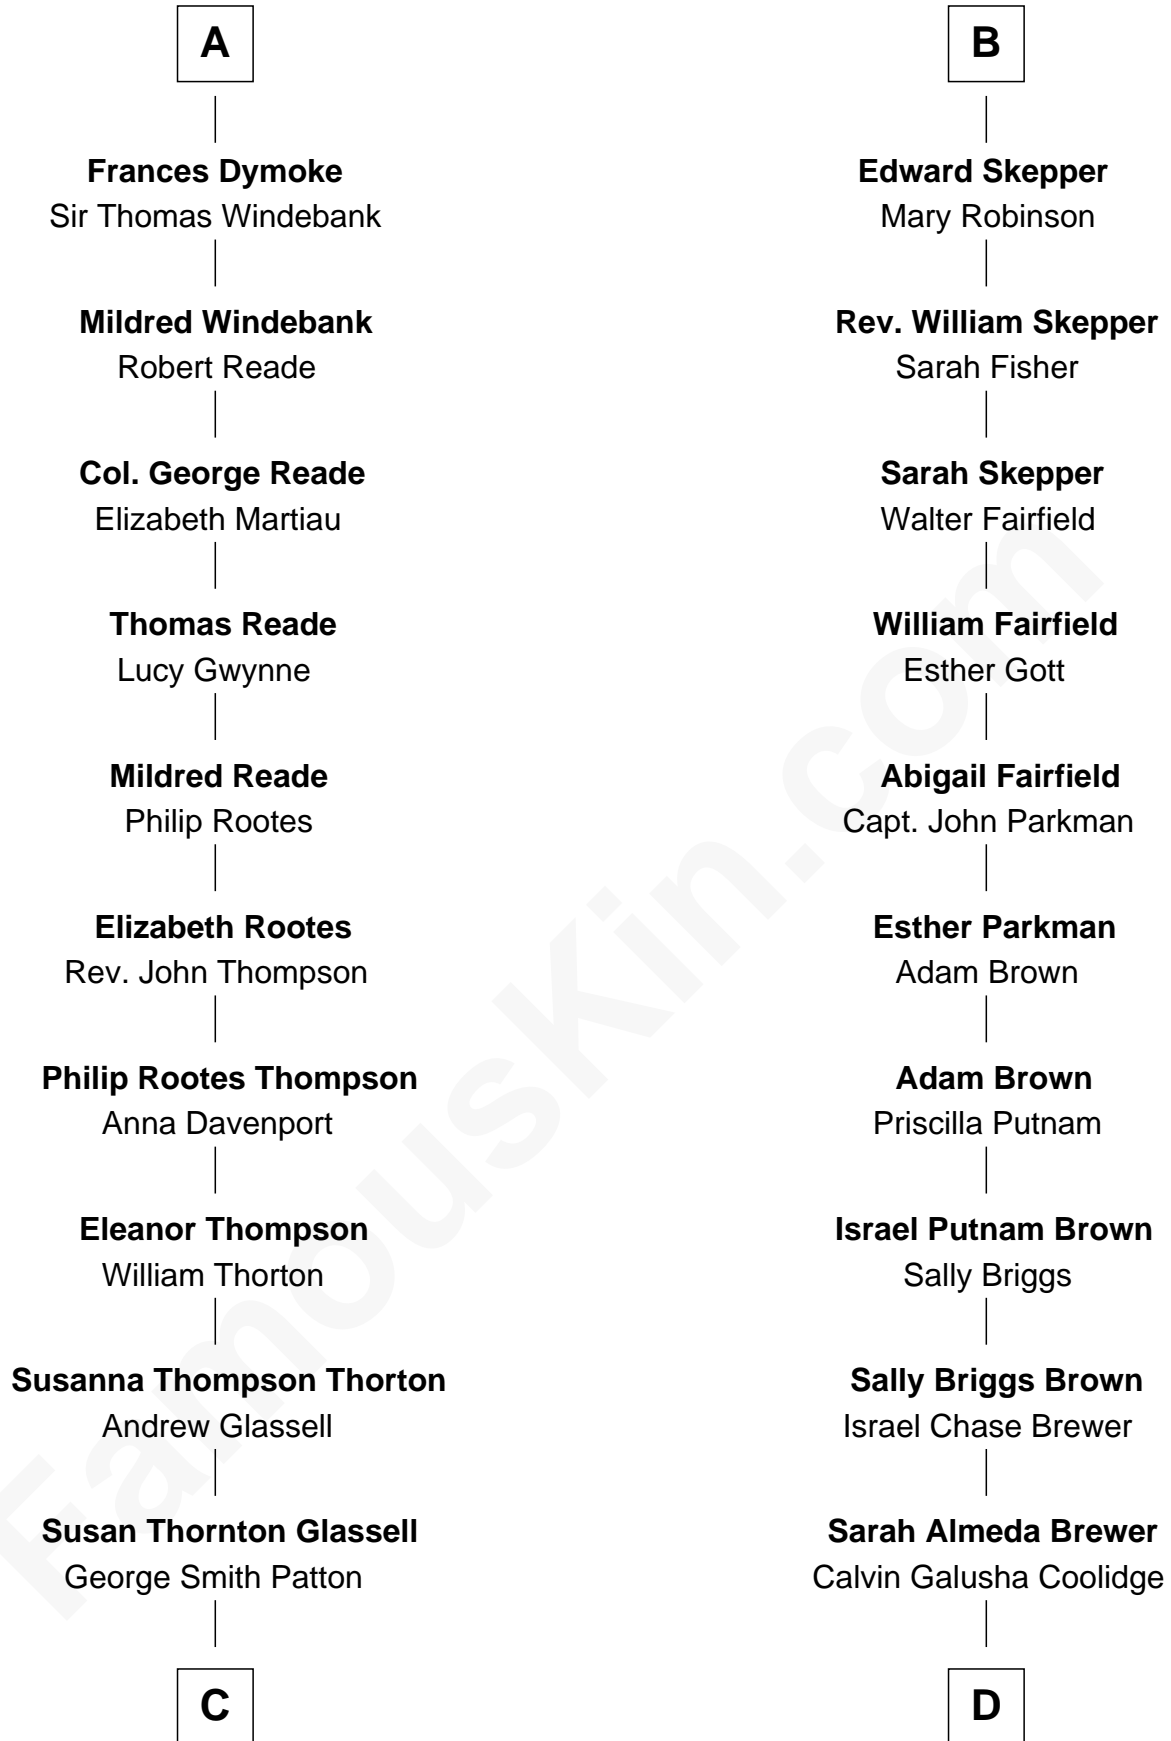 A
Frances Dymoke
Sir Thomas Windebank
Mildred Windebank
Robert Reade
Col. George Reade
Elizabeth Martiau
Thomas Reade
Lucy Gwynne
Mildred Reade
Philip Rootes
Elizabeth Rootes
Rev. John Thompson
Philip Rootes Thompson
Anna Davenport
Eleanor Thompson
William Thorton
Susanna Thompson Thorton
Andrew Glassell
Susan Thornton Glassell
George Smith Patton
C
B
Edward Skepper
Mary Robinson
Rev. William Skepper
Sarah Fisher
Sarah Skepper
Walter Fairfield
William Fairfield
Esther Gott
Abigail Fairfield
Capt. John Parkman
Esther Parkman
Adam Brown
Adam Brown
Priscilla Putnam
Israel Putnam Brown
Sally Briggs
Sally Briggs Brown
Israel Chase Brewer
Sarah Almeda Brewer
Calvin Galusha Coolidge
D
FamousKin.com